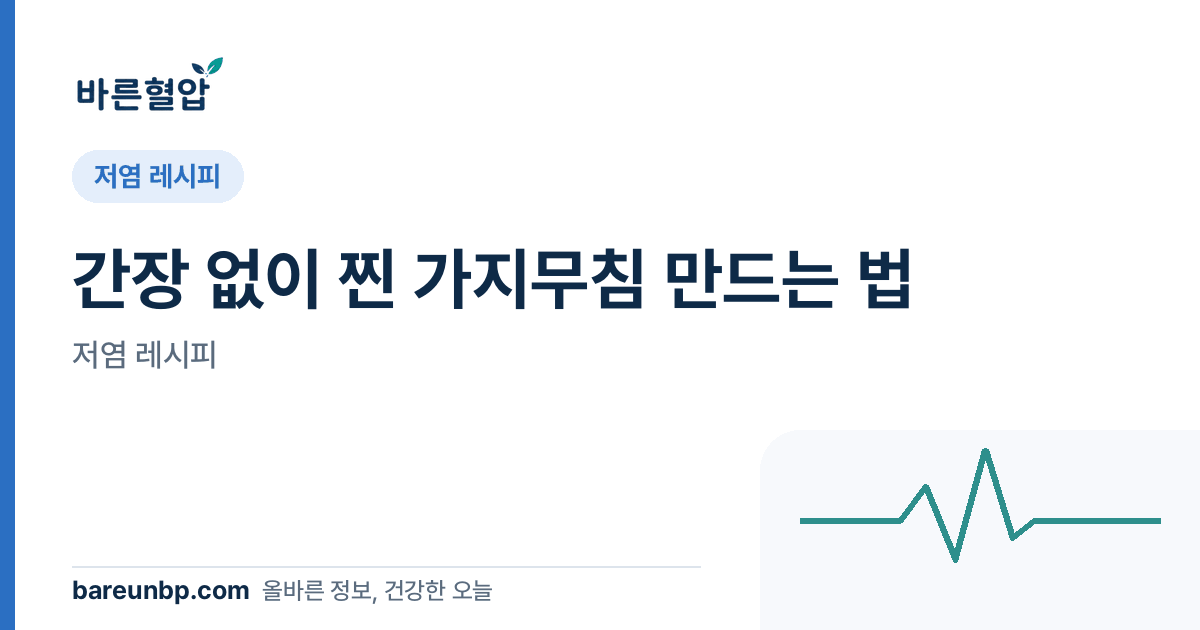 바른혈압
저염 레시피
간장 없이 찐 가지무침 만드는 법
저염 레시피
bareunbp.com 올바른 정보, 건강한 오늘